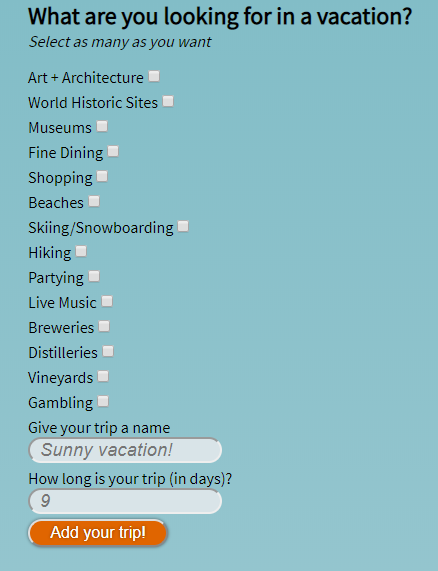 What are you looking for in a vacation?
Select as many as you want
Art + Architecture
World Historic Sites
Museums
Fine Dining
Shopping
Beaches
Skiing/Snowboarding
Hiking
Partying
Live Music
Breweries
Distilleries
Vineyards
Gambling
Give your trip a name
Sunny vacation!
How long is your trip (in days)?
9
Add your trip!